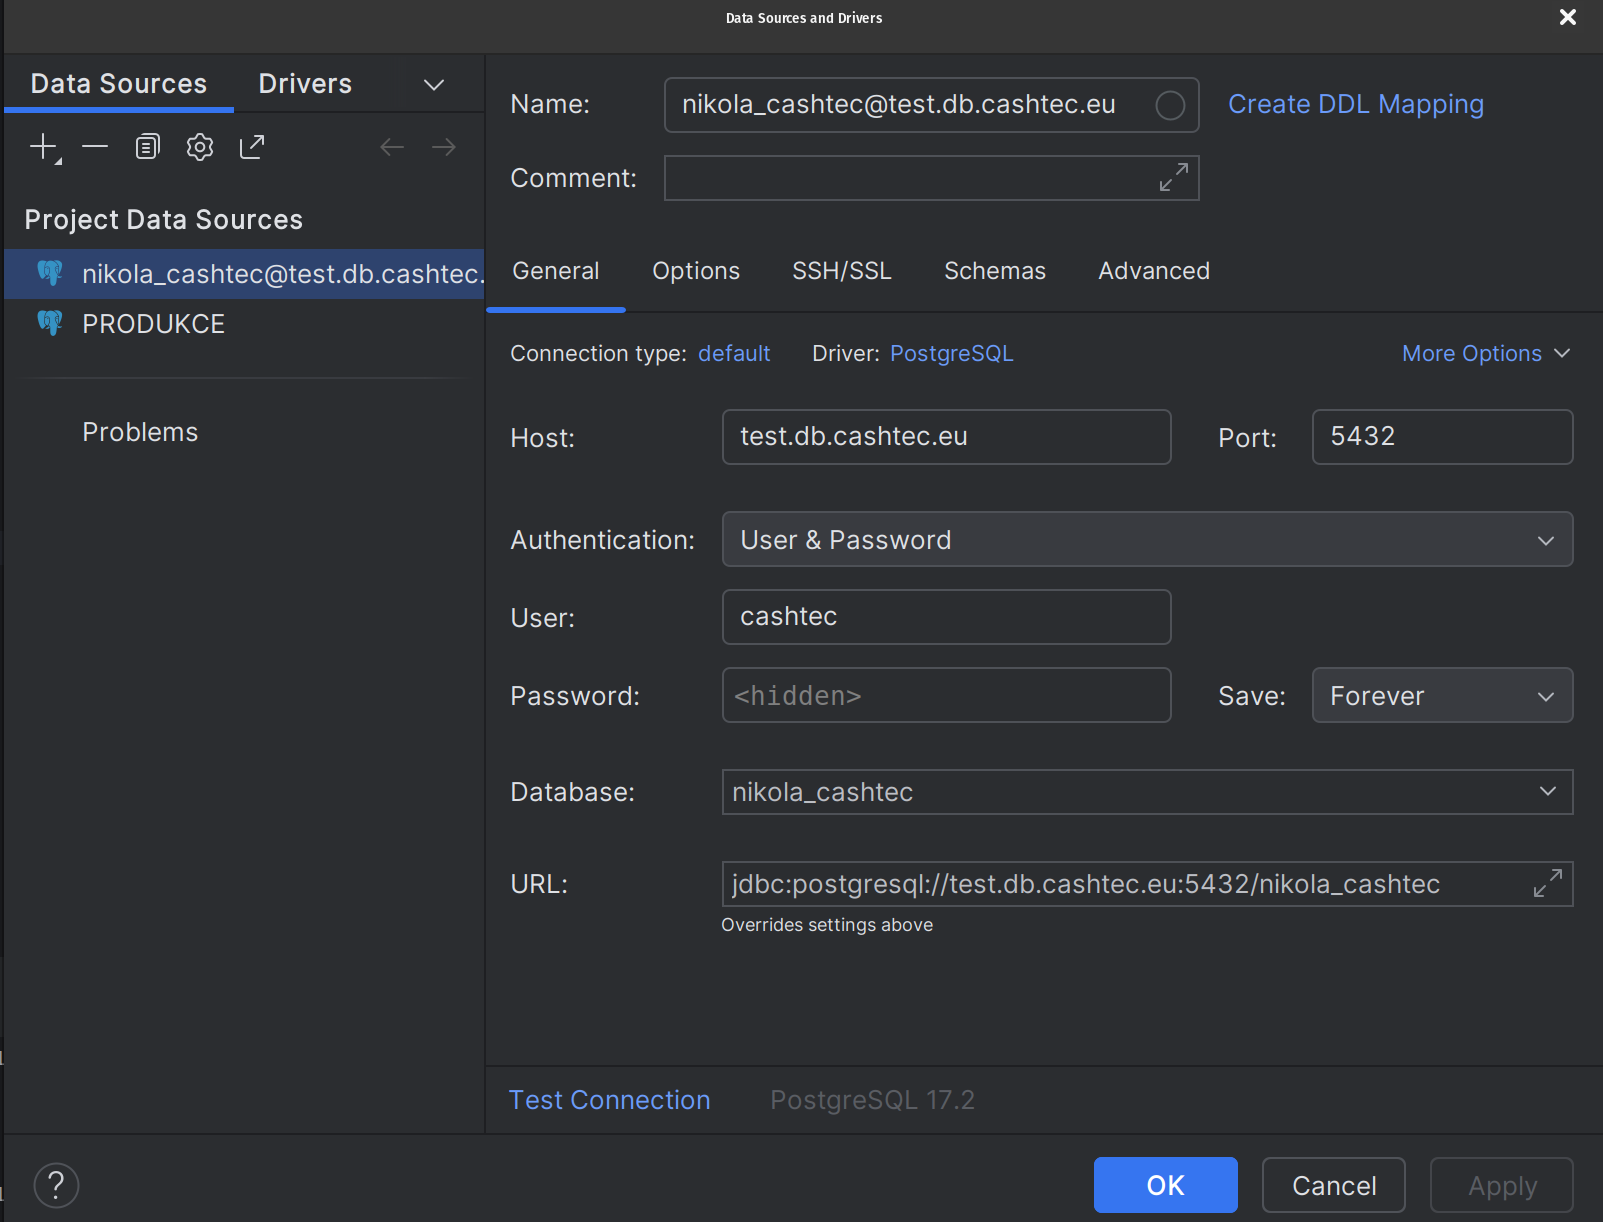 Data Sources and Drivers
Data Sources
Drivers
Project Data Sources
nikola_cashtec@test.db.cashtec.
PRODUKCE
Problems
Name: nikola_cashtec@test.db.cashtec.eu Create DDL Mapping
Comment:
General Options SSH/SSL Schemas Advanced
Connection type: default Driver: PostgreSQL More Options
Host: test.db.cashtec.eu Port: 5432
Authentication: User & Password
User: cashtec
Password: <hidden> Save: Forever
Database: nikola_cashtec
URL: jdbc:postgresql://test.db.cashtec.eu:5432/nikola_cashtec
Overrides settings above
Test Connection PostgreSQL 17.2
? OK Cancel Apply